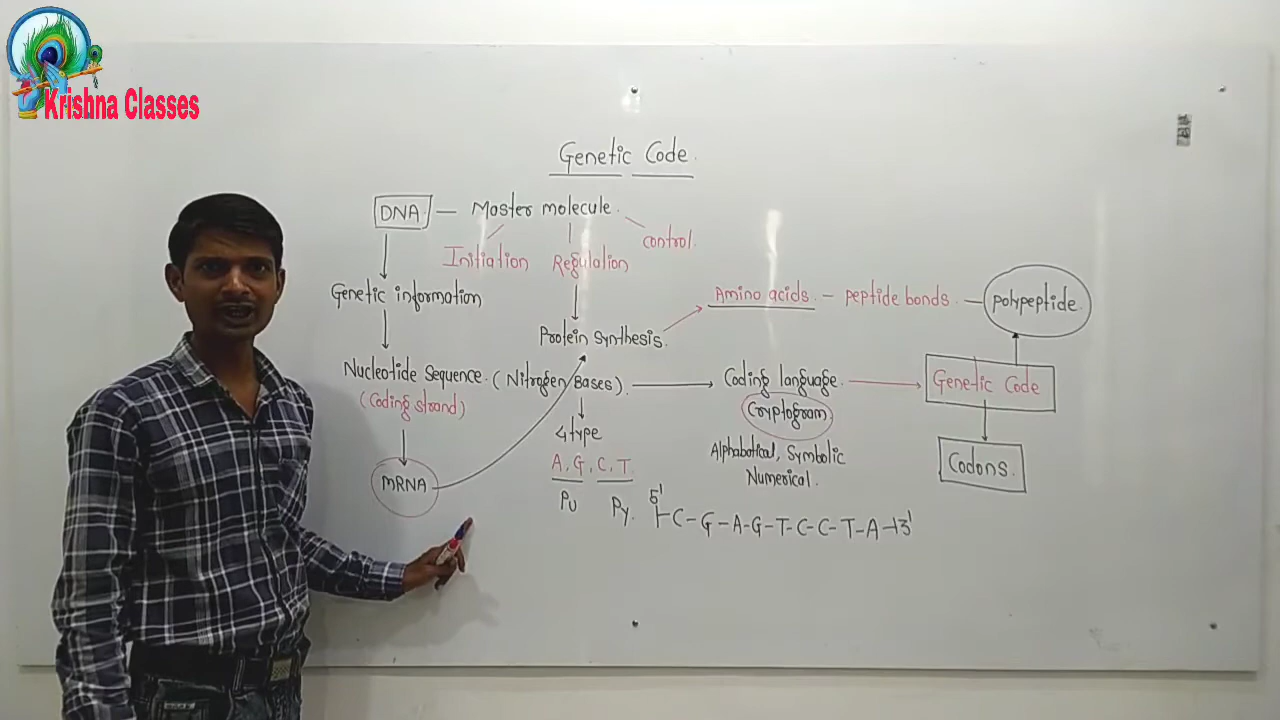 Krishna Classes
Genetic Code
DNA — Master molecule
Initiation Regulation control
Genetic information
Amino acids – peptide bonds – polypeptide
Protein synthesis
Nucleotide Sequence (Nitrogen Bases) Coding language Genetic Code
(Coding strand)
Cryptogram
4 type
Alphabotical, Symbolic
Numerical
A, G, C, T
Codons
mRNA
Pu Py
5' C-G-A-G-T-C-C-T-A 3'